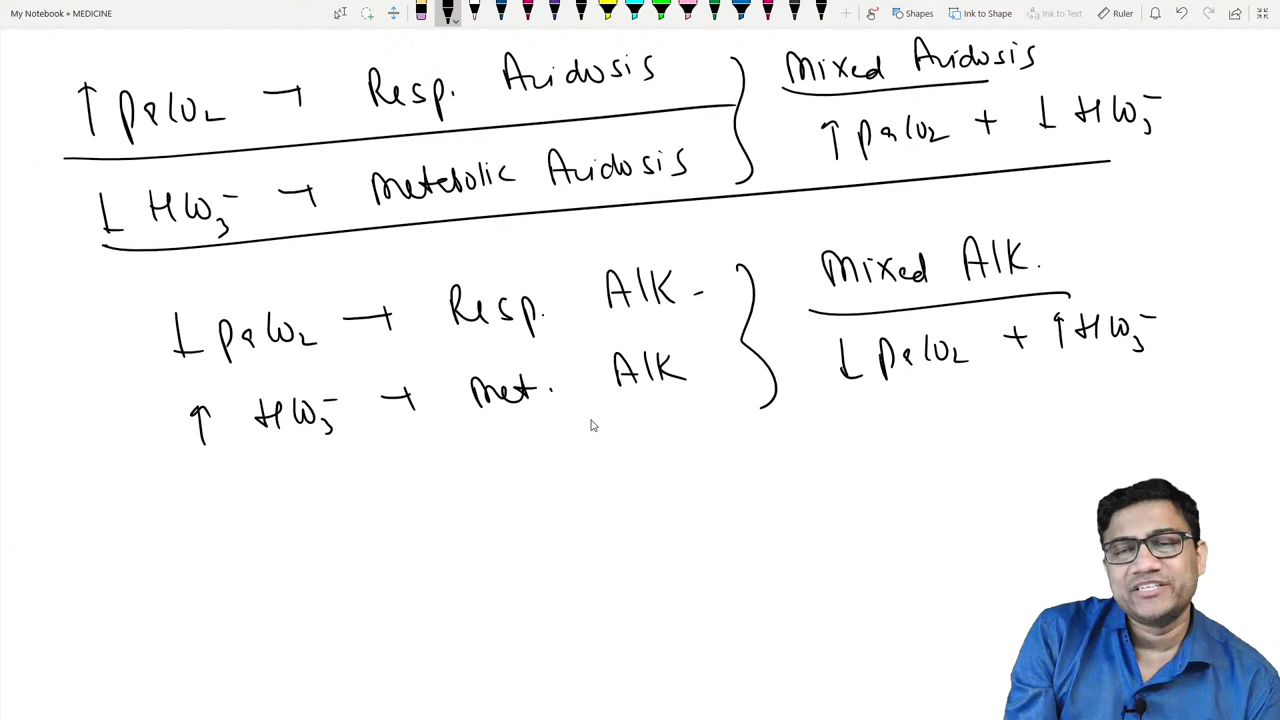 My Notebook » MEDICINE
Shapes
Ink to Shape
Ink to Text
Ruler
↑ paCO2 → Resp. Acidosis
Mixed Acidosis
↑ paCO2 + ↓ HCO3-
↓ HCO3- → Metabolic Acidosis
↓ paCO2 → Resp. Alk-
Mixed Alk.
↓ paCO2 + ↑ HCO3-
↑ HCO3- → Met. Alk